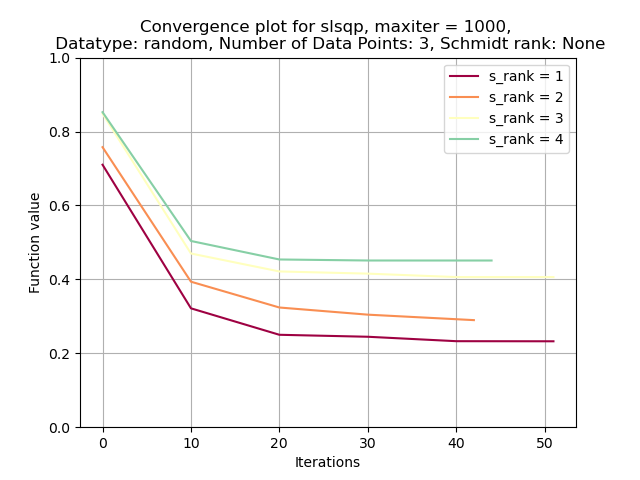 Convergence plot for slsqp, maxiter = 1000,
Datatype: random, Number of Data Points: 3, Schmidt rank: None
s_rank = 1
s_rank = 2
s_rank = 3
s_rank = 4
1.0
0.8
0.6
0.4
0.2
0.0
Function value
0 10 20 30 40 50
Iterations